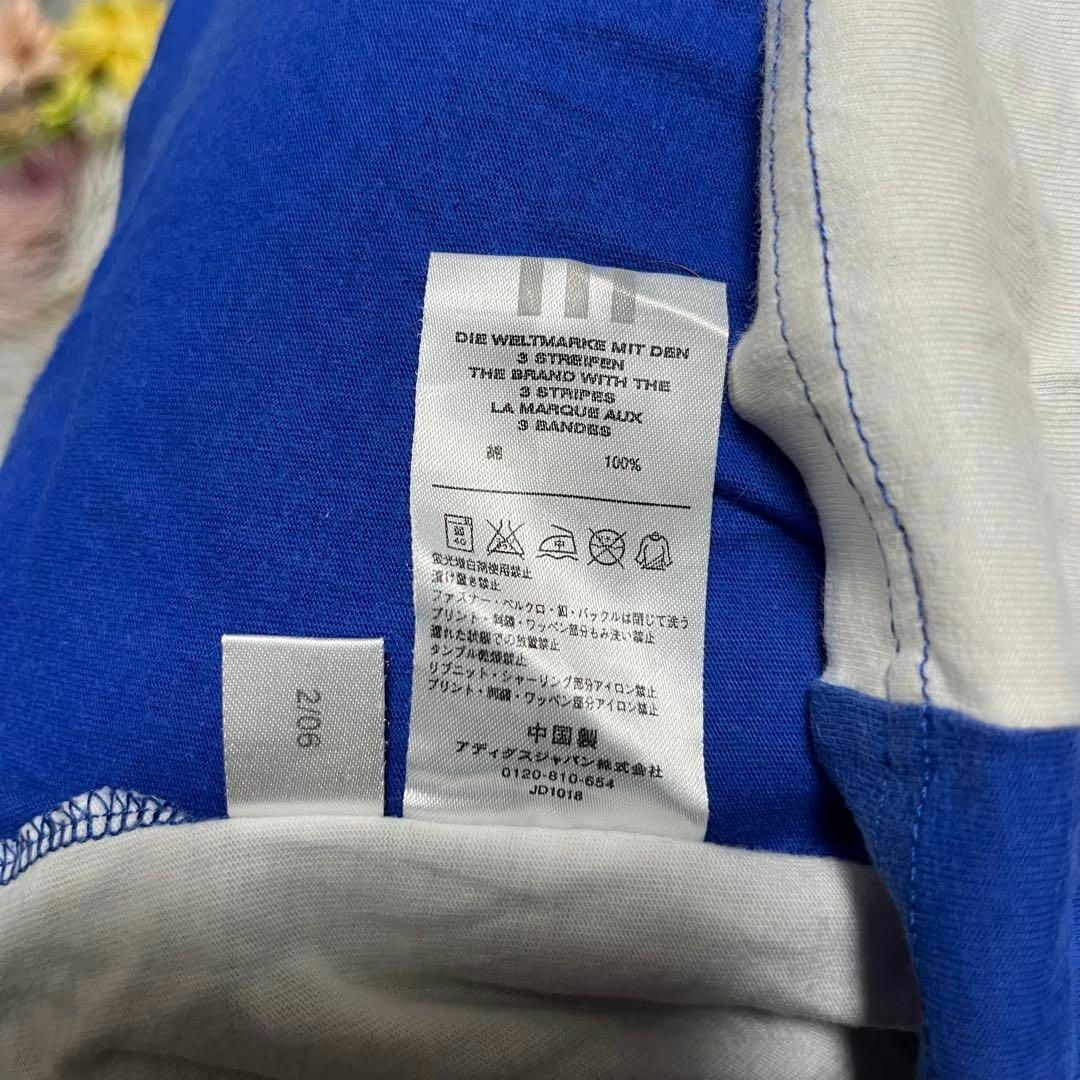 DIE WELTMARKE MIT DEN
3 STREIFEN
THE BRAND WITH THE
3 STRIPES
LA MARQUE AUX
3 BANDES
綿 100%
弱
40
中
蛍光増白剤使用禁止
漬け置き禁止
ファスナー・ベルクロ・釦・バックルは閉じて洗う
プリント・刺繍・ワッペン部分もみ洗い禁止
濡れた状態での放置禁止
タンブル乾燥禁止
リブニット・シャーリング部分アイロン禁止
プリント・刺繍・ワッペン部分アイロン禁止
中国製
アディダスジャパン株式会社
0120-810-654
JD1018
2/06